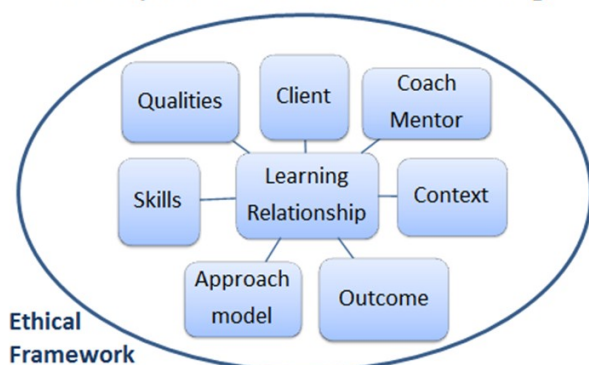 Qualities
Client
Coach
Mentor
Skills
Learning
Relationship
Context
Approach
model
Outcome
Ethical
Framework